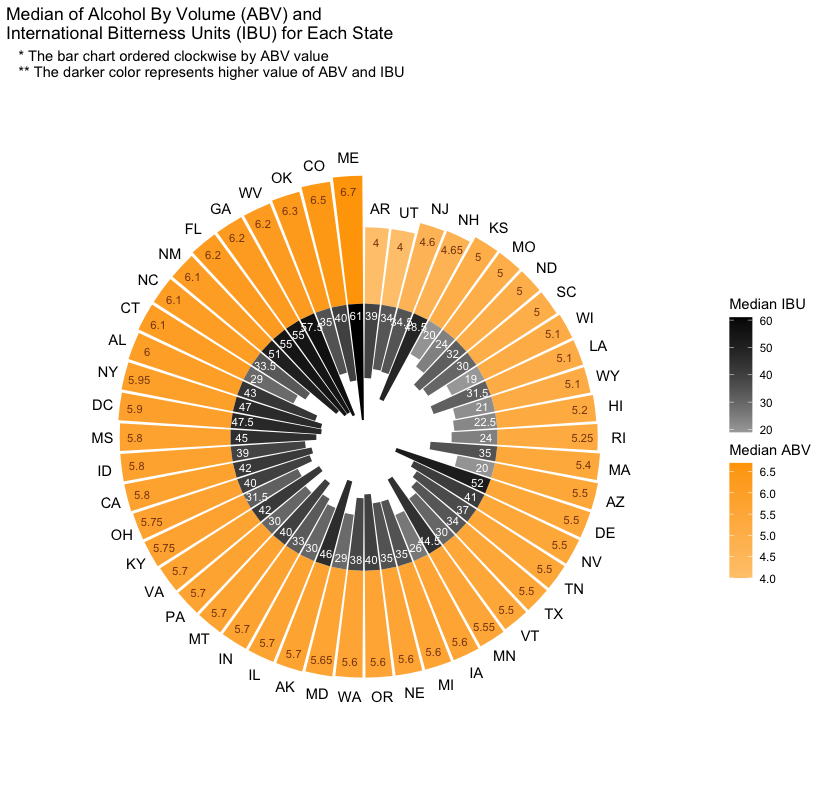 Median of Alcohol By Volume (ABV) and
International Bitterness Units (IBU) for Each State
* The bar chart ordered clockwise by ABV value
** The darker color represents higher value of ABV and IBU
AR
4
39
UT
4
34
NJ
4.6
34.5
NH
4.65
48.5
KS
5
20
MO
5
24
ND
5
32
SC
5
30
WI
5.1
19
LA
5.1
31.5
WY
5.1
21
HI
5.2
22.5
RI
5.25
24
MA
5.4
35
AZ
5.5
20
DE
5.5
52
NV
5.5
41
TN
5.5
37
TX
5.5
34
VT
5.5
30
MN
5.55
44.5
IA
5.6
26
MI
5.6
35
NE
5.6
35
OR
5.6
40
WA
5.6
38
MD
5.65
29
AK
5.7
46
IL
5.7
30
IN
5.7
33
MT
5.7
40
PA
5.7
30
VA
5.7
42
KY
5.75
31.5
OH
5.75
40
CA
5.8
42
ID
5.8
39
MS
5.8
45
DC
5.9
47.5
NY
5.95
47
AL
6
43
CT
6.1
29
NC
6.1
33.5
NM
6.1
51
FL
6.2
55
GA
6.2
55
WV
6.2
57.5
OK
6.3
35
CO
6.5
40
ME
6.7
61
Median IBU
60
50
40
30
20
Median ABV
6.5
6.0
5.5
5.0
4.5
4.0